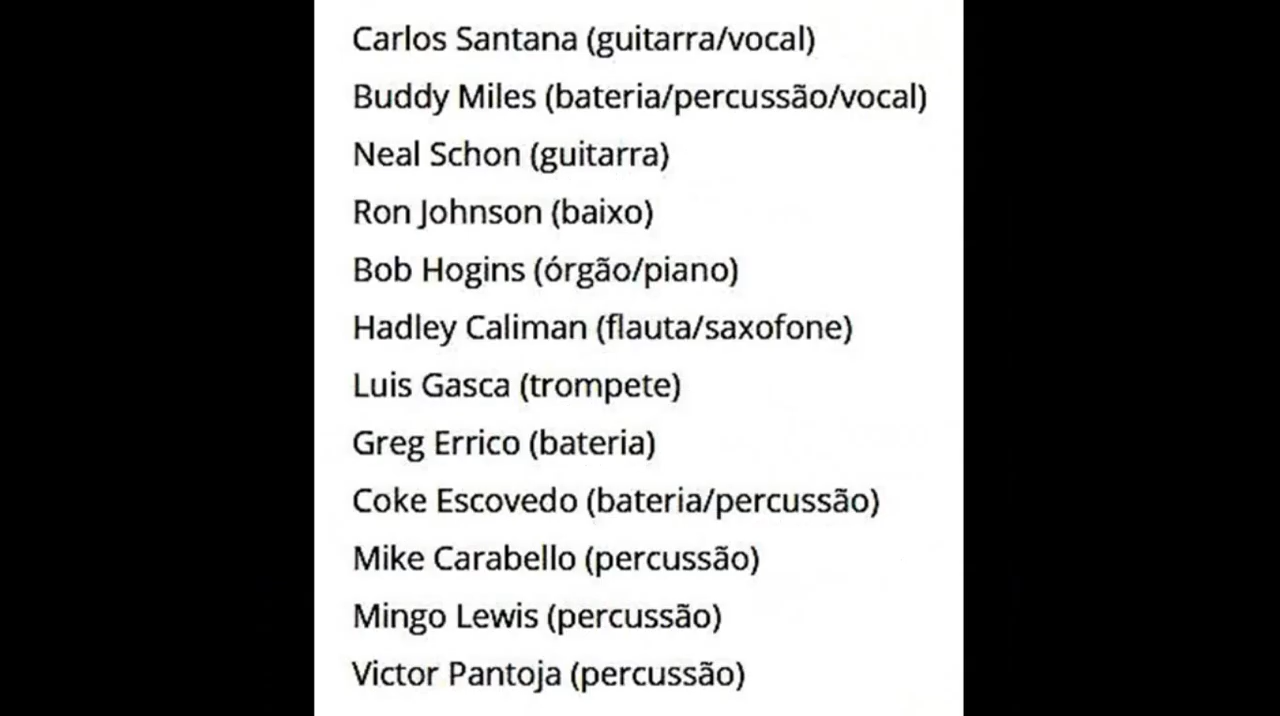 Carlos Santana (guitarra/vocal)
Buddy Miles (bateria/percussão/vocal)
Neal Schon (guitarra)
Ron Johnson (baixo)
Bob Hogins (órgão/piano)
Hadley Caliman (flauta/saxofone)
Luis Gasca (trompete)
Greg Errico (bateria)
Coke Escovedo (bateria/percussão)
Mike Carabello (percussão)
Mingo Lewis (percussão)
Victor Pantoja (percussão)